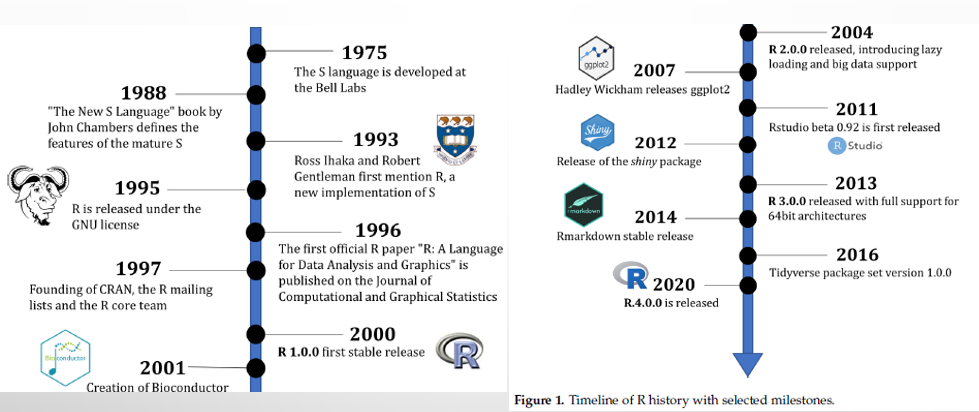 1975
The S language is developed at
the Bell Labs
1988
"The New S Language" book by
John Chambers defines the
features of the mature S
1993
Ross Ihaka and Robert
Gentleman first mention R, a
new implementation of S
1995
R is released under the
GNU license
1996
The first official R paper "R: A Language
for Data Analysis and Graphics" is
published on the Journal of
Computational and Graphical Statistics
1997
Founding of CRAN, the R mailing
lists and the R core team
2000
R 1.0.0 first stable release
R
Bioconductor
2001
Creation of Bioconductor
2004
R 2.0.0 released, introducing lazy
loading and big data support
ggplot2
2007
Hadley Wickham releases ggplot2
2011
Rstudio beta 0.92 is first released
R Studio
Shiny
2012
Release of the shiny package
2013
R 3.0.0 released with full support for
64bit architectures
rmarkdown
2014
Rmarkdown stable release
2016
Tidyverse package set version 1.0.0
R
2020
R.4.0.0 is released
Figure 1. Timeline of R history with selected milestones.